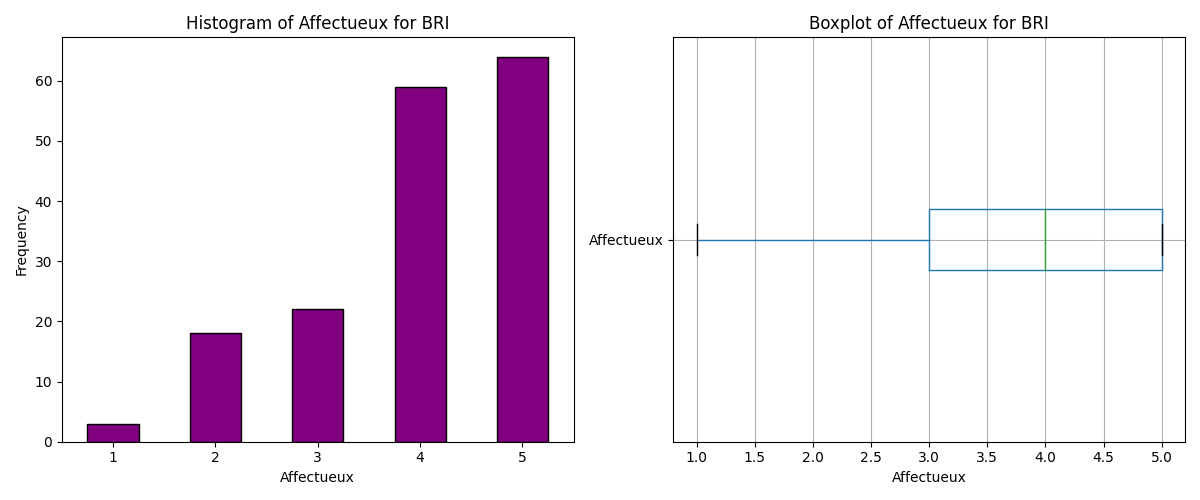 Histogram of Affectueux for BRI
60
50
40
30
20
10
0
Frequency
1 2 3 4 5
Affectueux
Boxplot of Affectueux for BRI
Affectueux
1.0 1.5 2.0 2.5 3.0 3.5 4.0 4.5 5.0
Affectueux